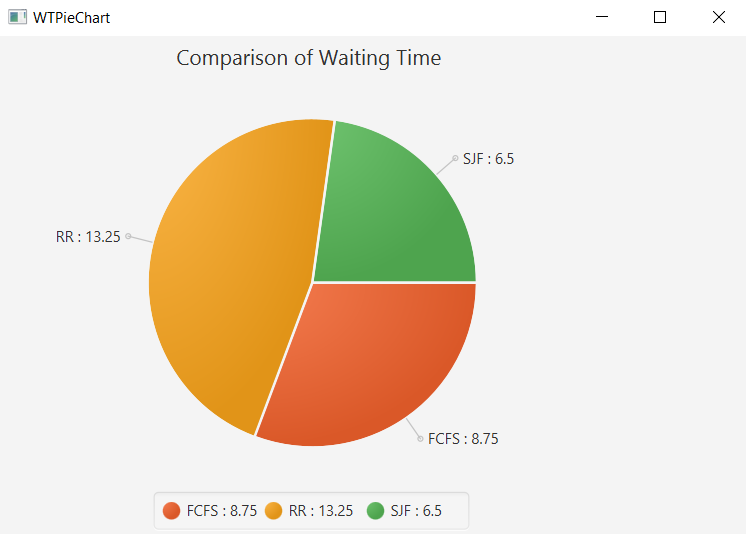 WTPieChart
Comparison of Waiting Time
SJF : 6.5
RR : 13.25
FCFS : 8.75
FCFS : 8.75 RR : 13.25 SJF : 6.5